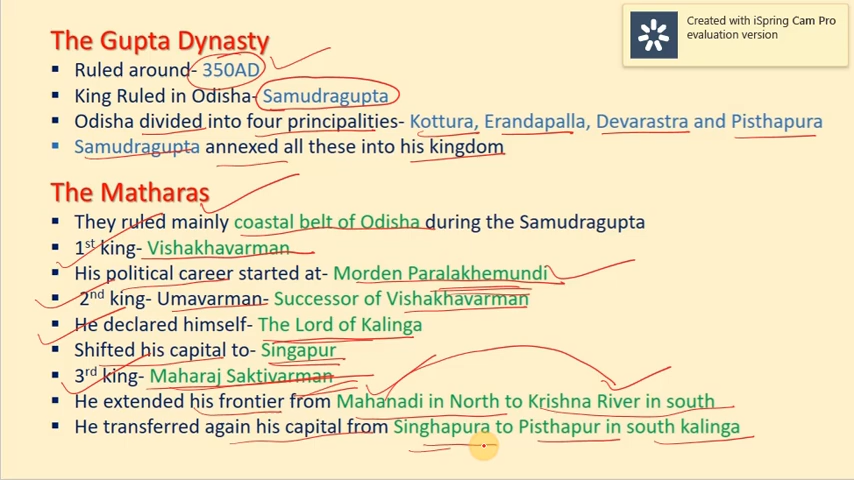 Created with iSpring Cam Pro
evaluation version
The Gupta Dynasty
▪ Ruled around- 350AD
▪ King Ruled in Odisha- Samudragupta
▪ Odisha divided into four principalities- Kottura, Erandapalla, Devarastra and Pisthapura
▪ Samudragupta annexed all these into his kingdom
The Matharas
▪ They ruled mainly coastal belt of Odisha during the Samudragupta
▪ 1st king- Vishakhavarman
▪ His political career started at- Morden Paralakhemundi
▪ 2nd king- Umavarman- Successor of Vishakhavarman
▪ He declared himself- The Lord of Kalinga
▪ Shifted his capital to- Singapur
▪ 3rd king- Maharaj Saktivarman
▪ He extended his frontier from Mahanadi in North to Krishna River in south
▪ He transferred again his capital from Singhapura to Pisthapur in south kalinga